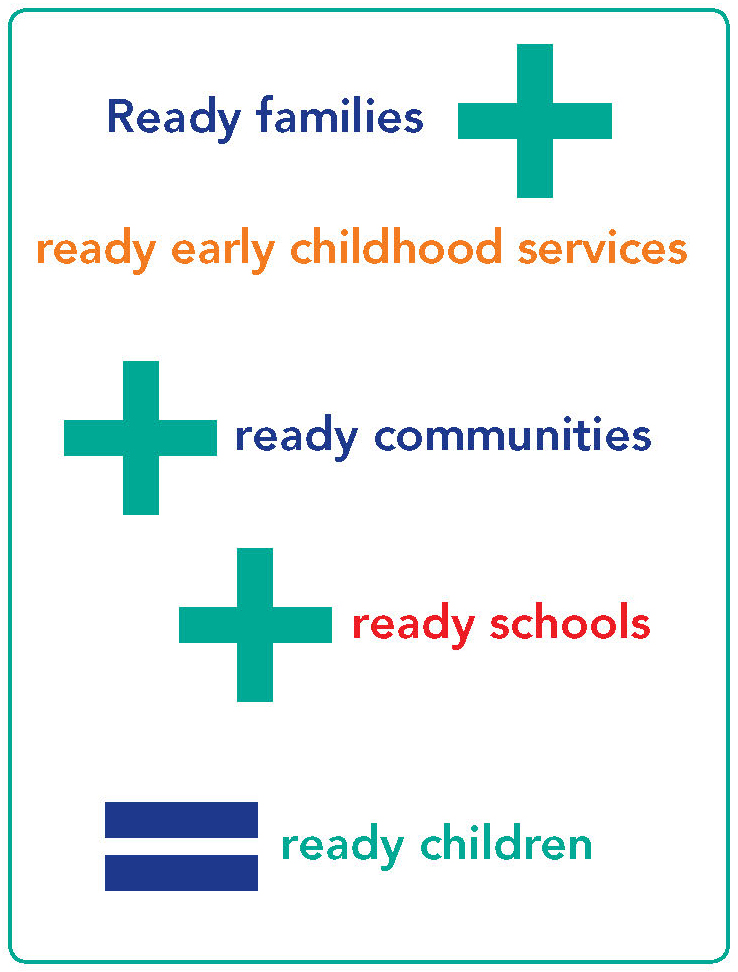 Ready families +
ready early childhood services
+ ready communities
+ ready schools
= ready children